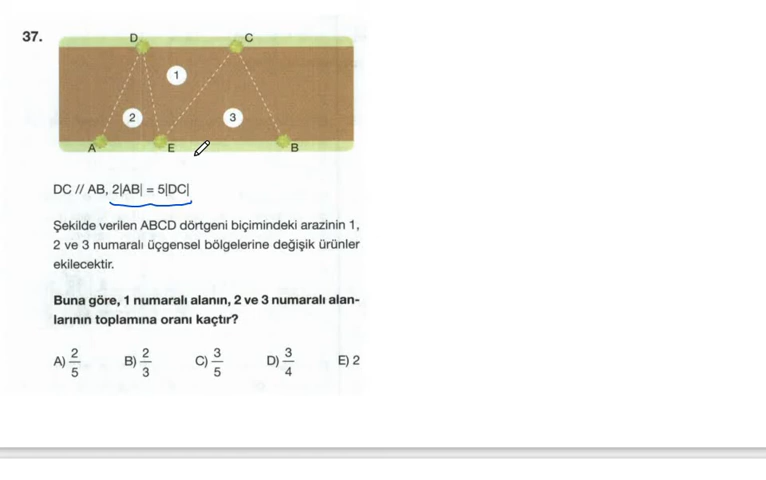 37.
D
C
1
2
3
A
E
B
DC // AB, 2|AB| = 5|DC|
Şekilde verilen ABCD dörtgeni biçimindeki arazinin 1,
2 ve 3 numaralı üçgensel bölgelerine değişik ürünler
ekilecektir.
Buna göre, 1 numaralı alanın, 2 ve 3 numaralı alan-
larının toplamına oranı kaçtır?
A) 2/5 B) 2/3 C) 3/5 D) 3/4 E) 2